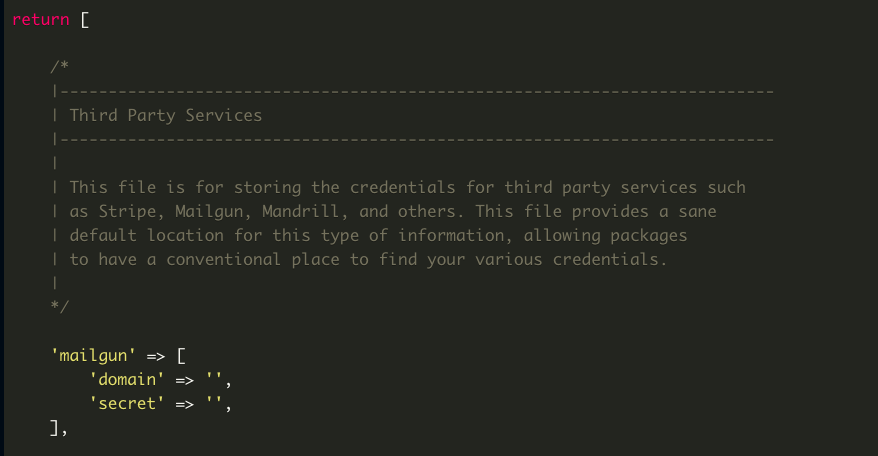 return [
/*
|--------------------------------------------------------------------------
| Third Party Services
|--------------------------------------------------------------------------
|
| This file is for storing the credentials for third party services such
| as Stripe, Mailgun, Mandrill, and others. This file provides a sane
| default location for this type of information, allowing packages
| to have a conventional place to find your various credentials.
|
*/
'mailgun' => [
'domain' => '',
'secret' => '',
],